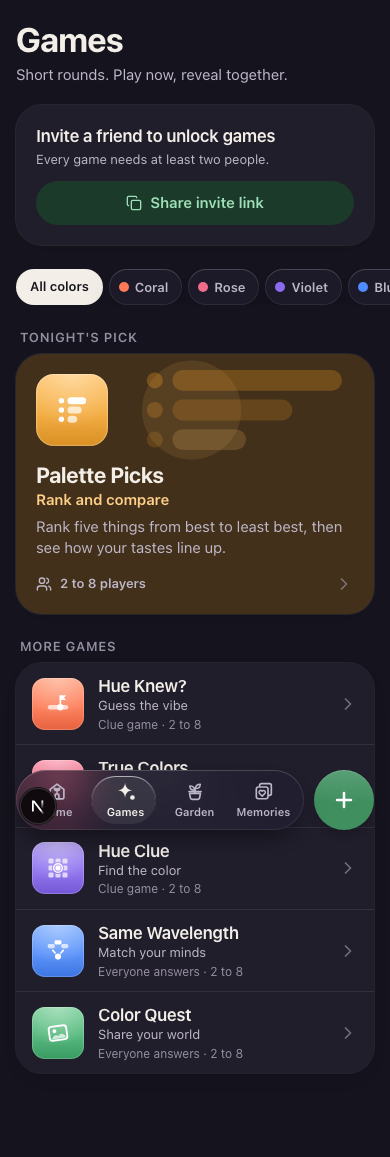 Games
Short rounds. Play now, reveal together.
Invite a friend to unlock games
Every game needs at least two people.
Share invite link
All colors
Coral
Rose
Violet
TONIGHT'S PICK
Palette Picks
Rank and compare
Rank five things from best to least best, then
see how your tastes line up.
2 to 8 players
MORE GAMES
Hue Knew?
Guess the vibe
Clue game · 2 to 8
True Colors
N
Games
Garden
Memories
Hue Clue
Find the color
Clue game · 2 to 8
Same Wavelength
Match your minds
Everyone answers · 2 to 8
Color Quest
Share your world
Everyone answers · 2 to 8